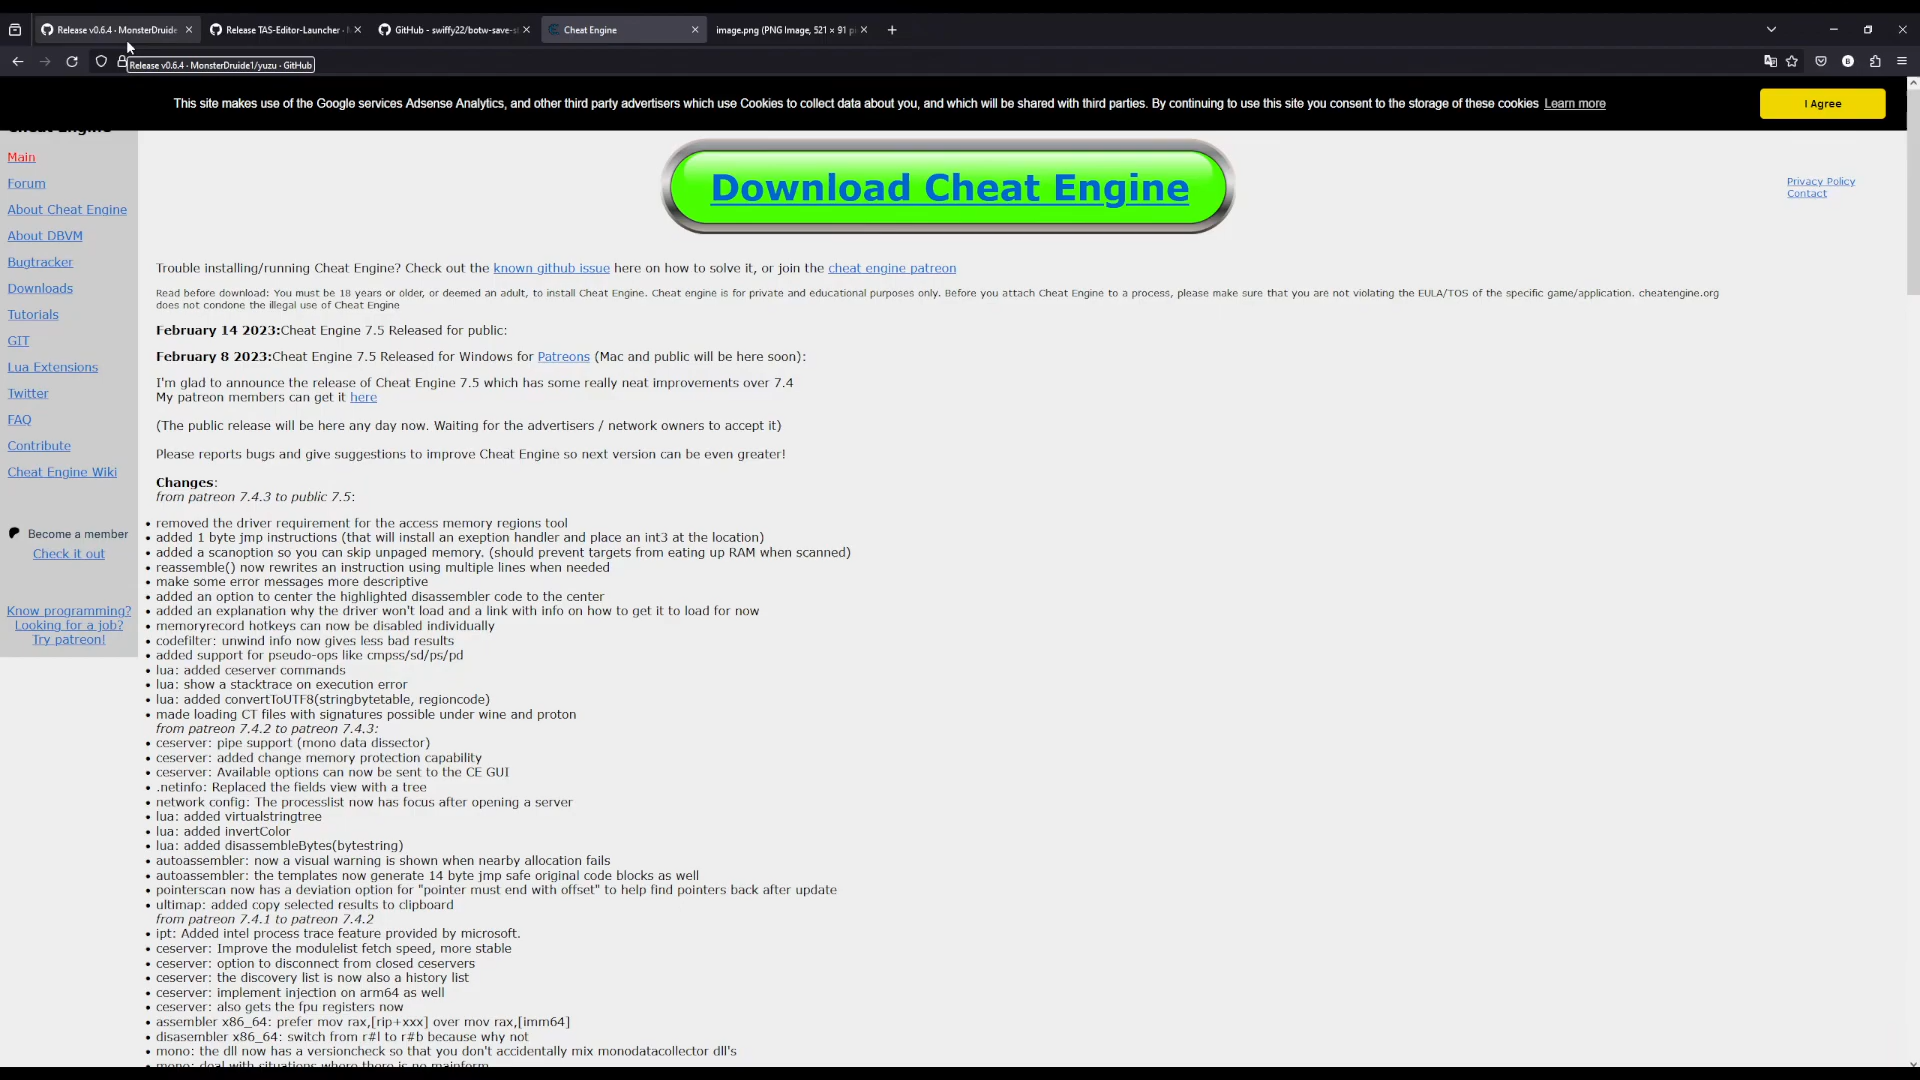 Release v0.6.4 · MonsterDruide
Release TAS-Editor-Launcher ·
GitHub - swiffy22/botw-save-s
Cheat Engine
image.png (PNG Image, 521 × 91 pi
Release v0.6.4 · MonsterDruide1/yuzu · GitHub
This site makes use of the Google services Adsense Analytics, and other third party advertisers which use Cookies to collect data about you, and which will be shared with third parties. By continuing to use this site you consent to the storage of these cookies Learn more
I Agree
Cheat Engine
Main
Forum
About Cheat Engine
About DBVM
Bugtracker
Downloads
Tutorials
GIT
Lua Extensions
Twitter
FAQ
Contribute
Cheat Engine Wiki
Become a member
Check it out
Know programming?
Looking for a job?
Try patreon!
Download Cheat Engine
Privacy Policy
Contact
Trouble installing/running Cheat Engine? Check out the known github issue here on how to solve it, or join the cheat engine patreon
Read before download: You must be 18 years or older, or deemed an adult, to install Cheat Engine. Cheat engine is for private and educational purposes only. Before you attach Cheat Engine to a process, please make sure that you are not violating the EULA/TOS of the specific game/application. cheatengine.org
does not condone the illegal use of Cheat Engine
February 14 2023:Cheat Engine 7.5 Released for public:
February 8 2023:Cheat Engine 7.5 Released for Windows for Patreons (Mac and public will be here soon):
I'm glad to announce the release of Cheat Engine 7.5 which has some really neat improvements over 7.4
My patreon members can get it here
(The public release will be here any day now. Waiting for the advertisers / network owners to accept it)
Please reports bugs and give suggestions to improve Cheat Engine so next version can be even greater!
Changes:
from patreon 7.4.3 to public 7.5:
• removed the driver requirement for the access memory regions tool
• added 1 byte jmp instructions (that will install an exeption handler and place an int3 at the location)
• added a scanoption so you can skip unpaged memory. (should prevent targets from eating up RAM when scanned)
• reassemble() now rewrites an instruction using multiple lines when needed
• make some error messages more descriptive
• added an option to center the highlighted disassembler code to the center
• added an explanation why the driver won't load and a link with info on how to get it to load for now
• memoryrecord hotkeys can now be disabled individually
• codefilter: unwind info now gives less bad results
• added support for pseudo-ops like cmpss/sd/ps/pd
• lua: added ceserver commands
• lua: show a stacktrace on execution error
• lua: added convertToUTF8(stringbytetable, regioncode)
• made loading CT files with signatures possible under wine and proton
from patreon 7.4.2 to patreon 7.4.3:
• ceserver: pipe support (mono data dissector)
• ceserver: added change memory protection capability
• ceserver: Available options can now be sent to the CE GUI
• .netinfo: Replaced the fields view with a tree
• network config: The processlist now has focus after opening a server
• lua: added virtualstringtree
• lua: added invertColor
• lua: added disassembleBytes(bytestring)
• autoassembler: now a visual warning is shown when nearby allocation fails
• autoassembler: the templates now generate 14 byte jmp safe original code blocks as well
• pointerscan now has a deviation option for "pointer must end with offset" to help find pointers back after update
• ultimap: added copy selected results to clipboard
from patreon 7.4.1 to patreon 7.4.2
• ipt: Added intel process trace feature provided by microsoft.
• ceserver: Improve the modulelist fetch speed, more stable
• ceserver: option to disconnect from closed ceservers
• ceserver: the discovery list is now also a history list
• ceserver: implement injection on arm64 as well
• ceserver: also gets the fpu registers now
• assembler x86_64: prefer mov rax,[rip+xxx] over mov rax,[imm64]
• disasembler x86_64: switch from r#l to r#b because why not
• mono: the dll now has a versioncheck so that you don't accidentally mix monodatacollector dll's
• mono: deal with situations where there is no mainform